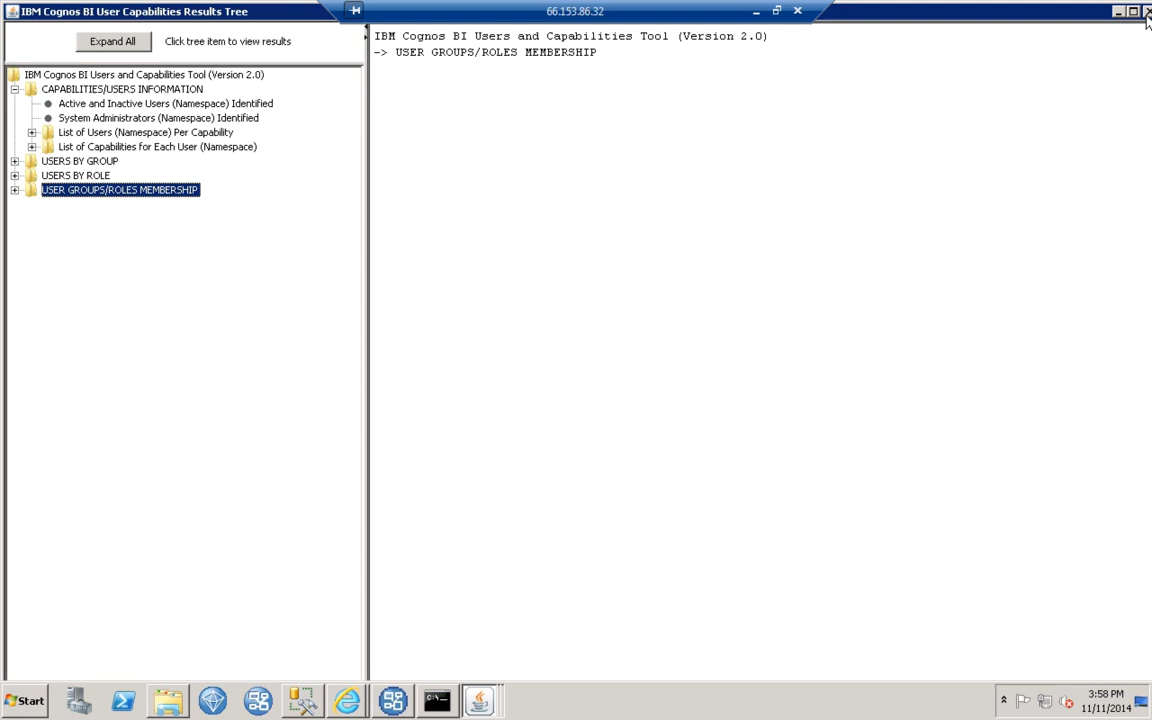 IBM Cognos BI User Capabilities Results Tree
66.153.86.32
Expand All
Click tree item to view results
IBM Cognos BI Users and Capabilities Tool (Version 2.0)
CAPABILITIES/USERS INFORMATION
Active and Inactive Users (Namespace) Identified
System Administrators (Namespace) Identified
List of Users (Namespace) Per Capability
List of Capabilities for Each User (Namespace)
USERS BY GROUP
USERS BY ROLE
USER GROUPS/ROLES MEMBERSHIP
IBM Cognos BI Users and Capabilities Tool (Version 2.0)
-> USER GROUPS/ROLES MEMBERSHIP
Start
3:58 PM
11/11/2014